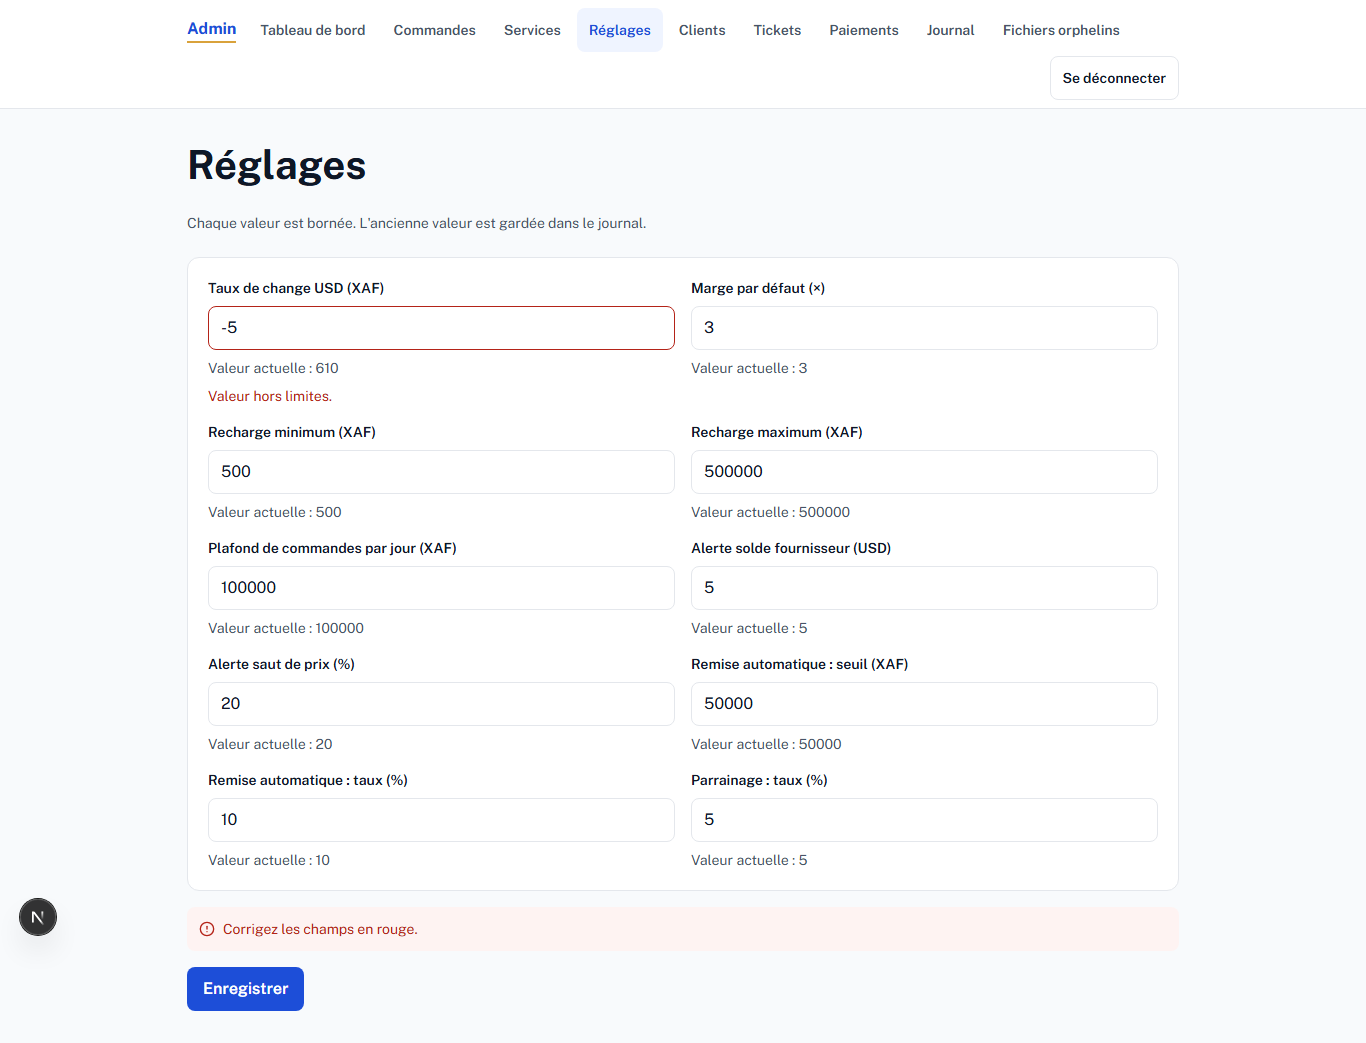 Admin Tableau de bord Commandes Services Réglages Clients Tickets Paiements Journal Fichiers orphelins
Se déconnecter
Réglages
Chaque valeur est bornée. L'ancienne valeur est gardée dans le journal.
Taux de change USD (XAF) Marge par défaut (×)
-5 3
Valeur actuelle : 610 Valeur actuelle : 3
Valeur hors limites.
Recharge minimum (XAF) Recharge maximum (XAF)
500 500000
Valeur actuelle : 500 Valeur actuelle : 500000
Plafond de commandes par jour (XAF) Alerte solde fournisseur (USD)
100000 5
Valeur actuelle : 100000 Valeur actuelle : 5
Alerte saut de prix (%) Remise automatique : seuil (XAF)
20 50000
Valeur actuelle : 20 Valeur actuelle : 50000
Remise automatique : taux (%) Parrainage : taux (%)
10 5
Valeur actuelle : 10 Valeur actuelle : 5
N
Corrigez les champs en rouge.
Enregistrer